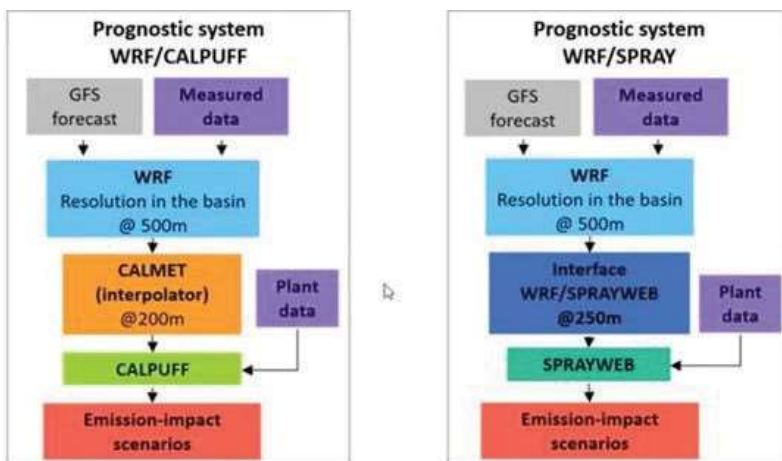 Prognostic system
WRF/CALPUFF
GFS
forecast
Measured
data
WRF
Resolution in the basin
@ 500m
CALMET
(interpolator)
@200m
Plant
data
CALPUFF
Emission-impact
scenarios
Prognostic system
WRF/SPRAY
GFS
forecast
Measured
data
WRF
Resolution in the basin
@ 500m
Interface
WRF/SPRAYWEB
@250m
Plant
data
SPRAYWEB
Emission-impact
scenarios